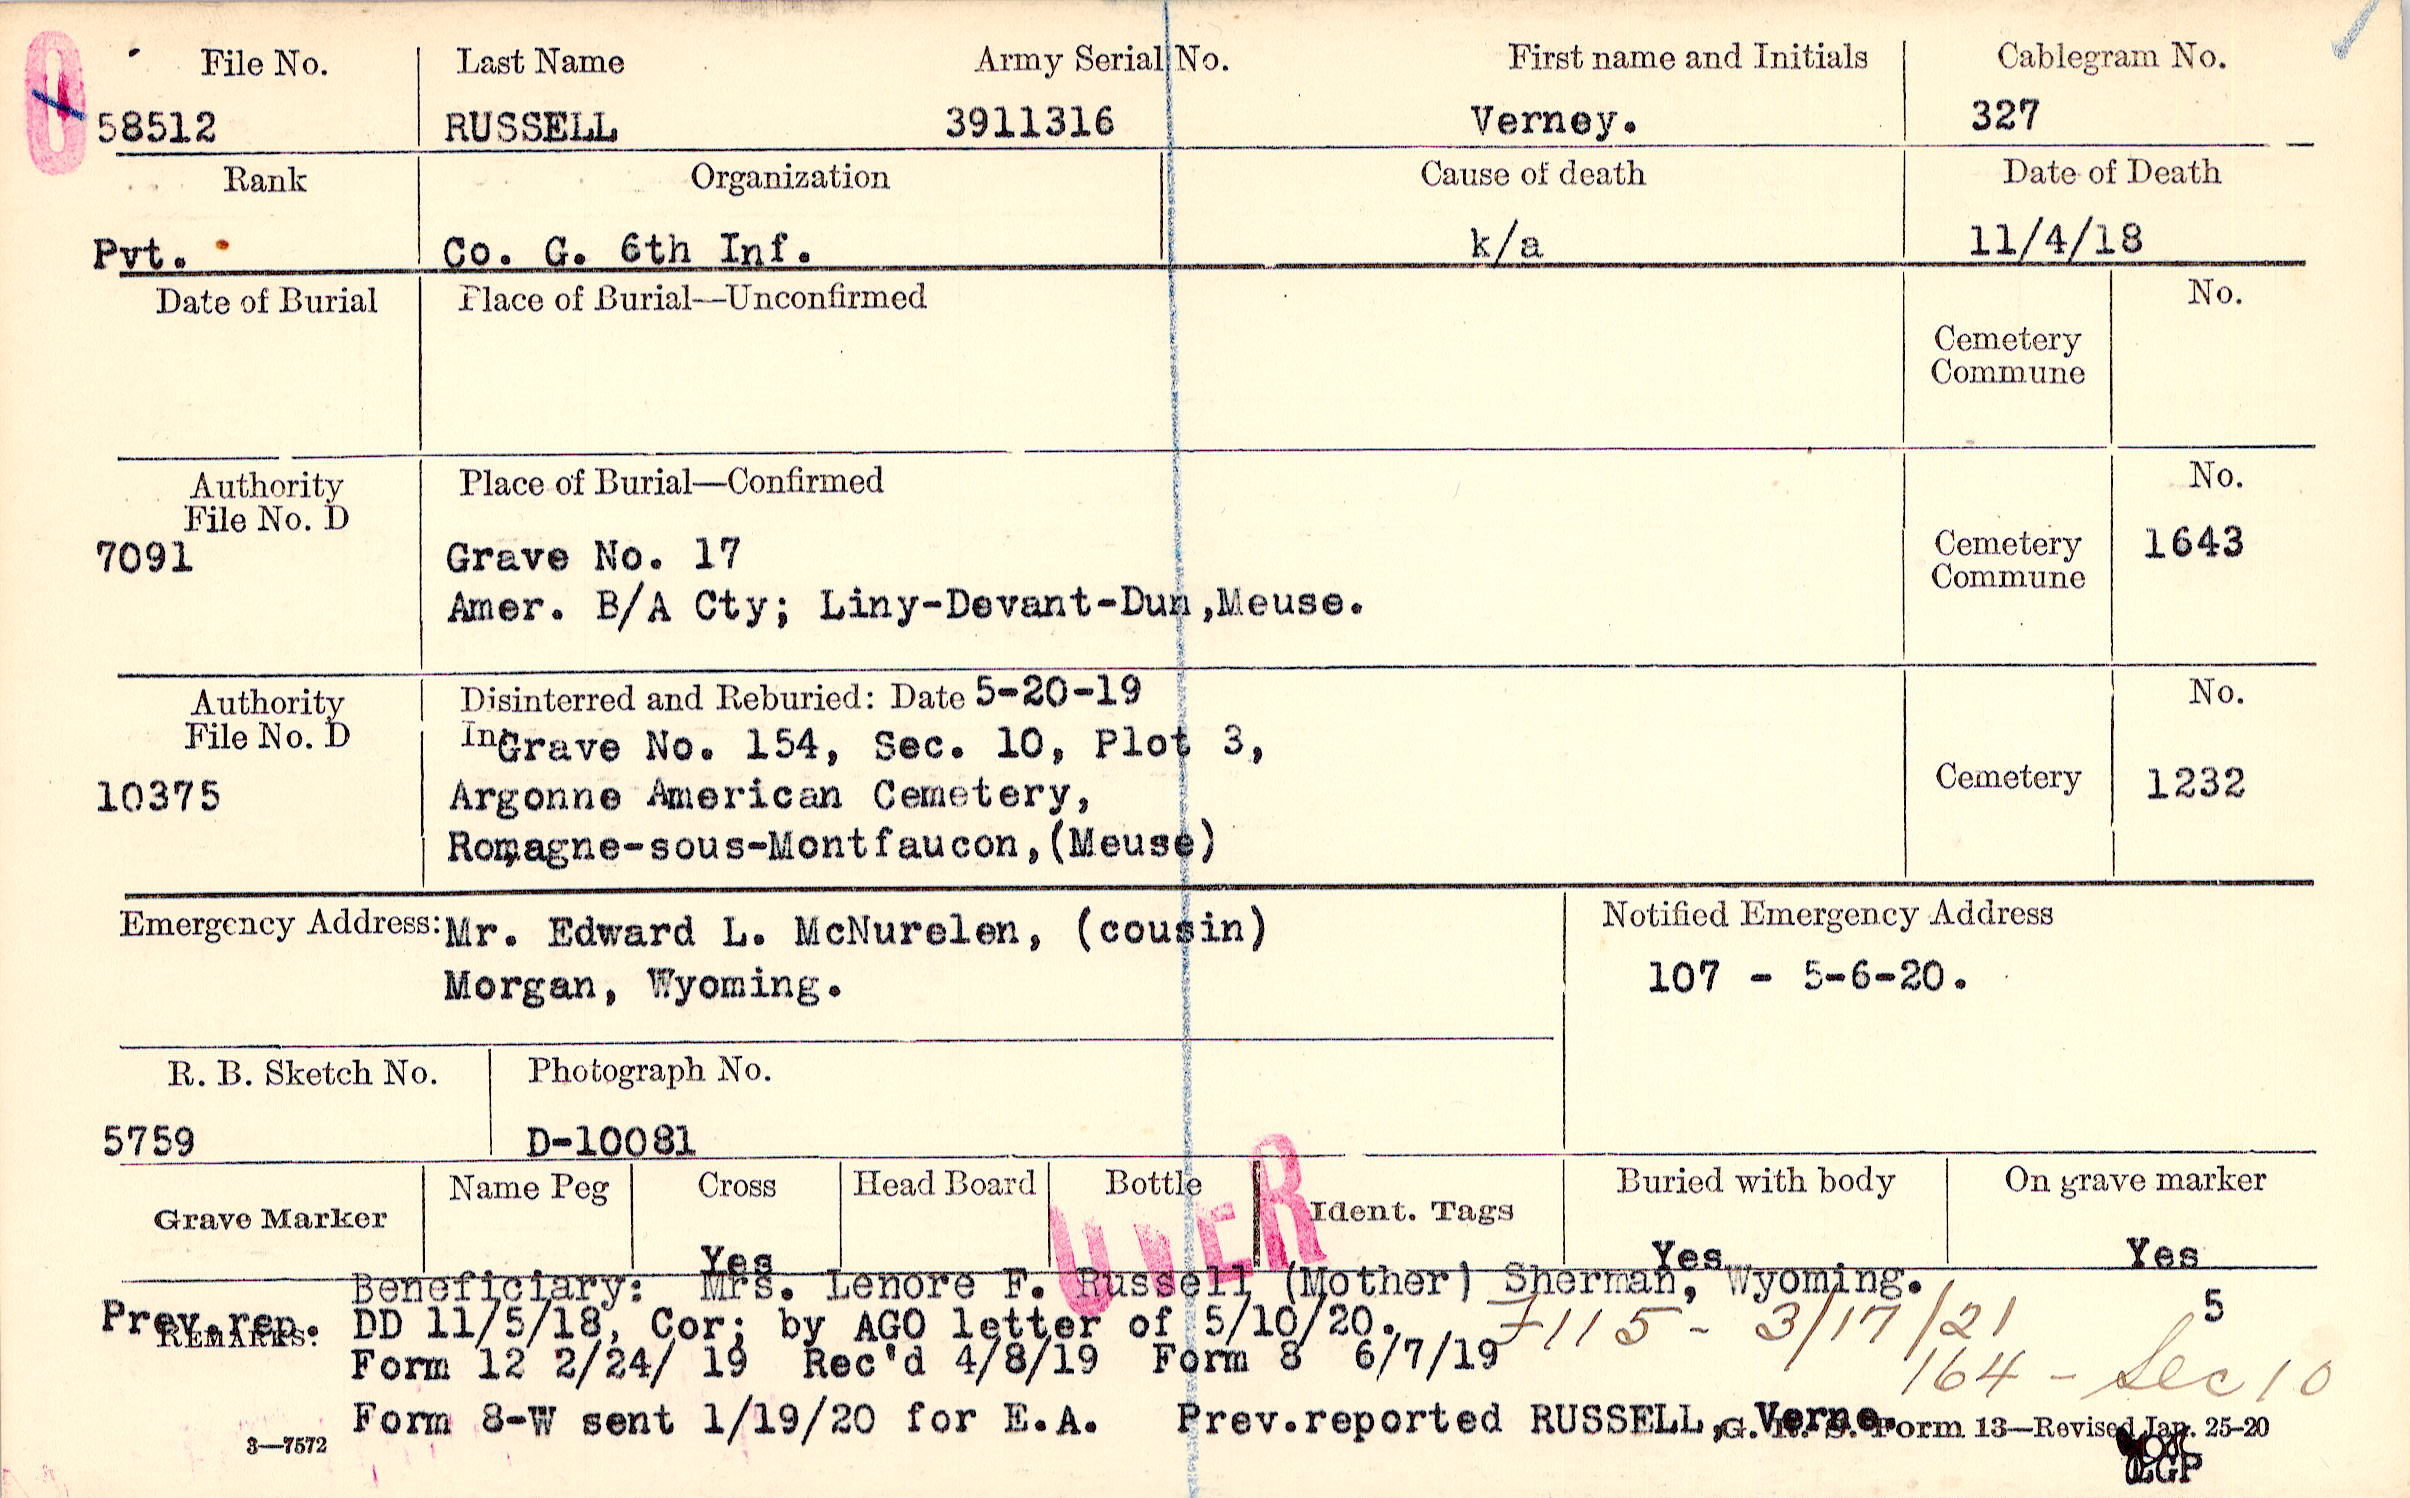 File No. Last Name Army Serial No. First name and Initials Cablegram No.
58512 RUSSELL 3911316 Verney. 327
Rank Organization Cause of death Date of Death
Pvt. Co. G. 6th Inf. k/a 11/4/18
Date of Burial Place of Burial—Unconfirmed No.
Cemetery
Commune
Authority Place of Burial—Confirmed No.
File No. D
7091 Grave No. 17 Cemetery 1643
Commune
Amer. B/A Cty; Liny-Devant-Dun,Meuse.
Authority Disinterred and Reburied: Date 5-20-19 No.
File No. D In Grave No. 154, Sec. 10, Plot 3,
10375 Argonne American Cemetery, Cemetery 1232
Romagne-sous-Montfaucon,(Meuse)
Emergency Address: Mr. Edward L. McNurelen, (cousin) Notified Emergency Address
Morgan, Wyoming. 107 - 5-6-20.
R. B. Sketch No. Photograph No.
5759 D-10081
Grave Marker Name Peg Cross Head Board Bottle Ident. Tags Buried with body On grave marker
Yes Yes Yes
Beneficiary: Mrs. Lenore F. Russell (Mother) Sherman, Wyoming.
5
Prev.rep. DD 11/5/18, Cor; by AGO letter of 5/10/20. 7115 - 3/17/21
REMARKS: Form 12 2/24/ 19 Rec'd 4/8/19 Form 8 6/7/19
164 - Sec 10
Form 8-W sent 1/19/20 for E.A. Prev.reported RUSSELL, Verne.
3—7572 G. R. S. Form 13—Revised Jan. 25-20
LGP